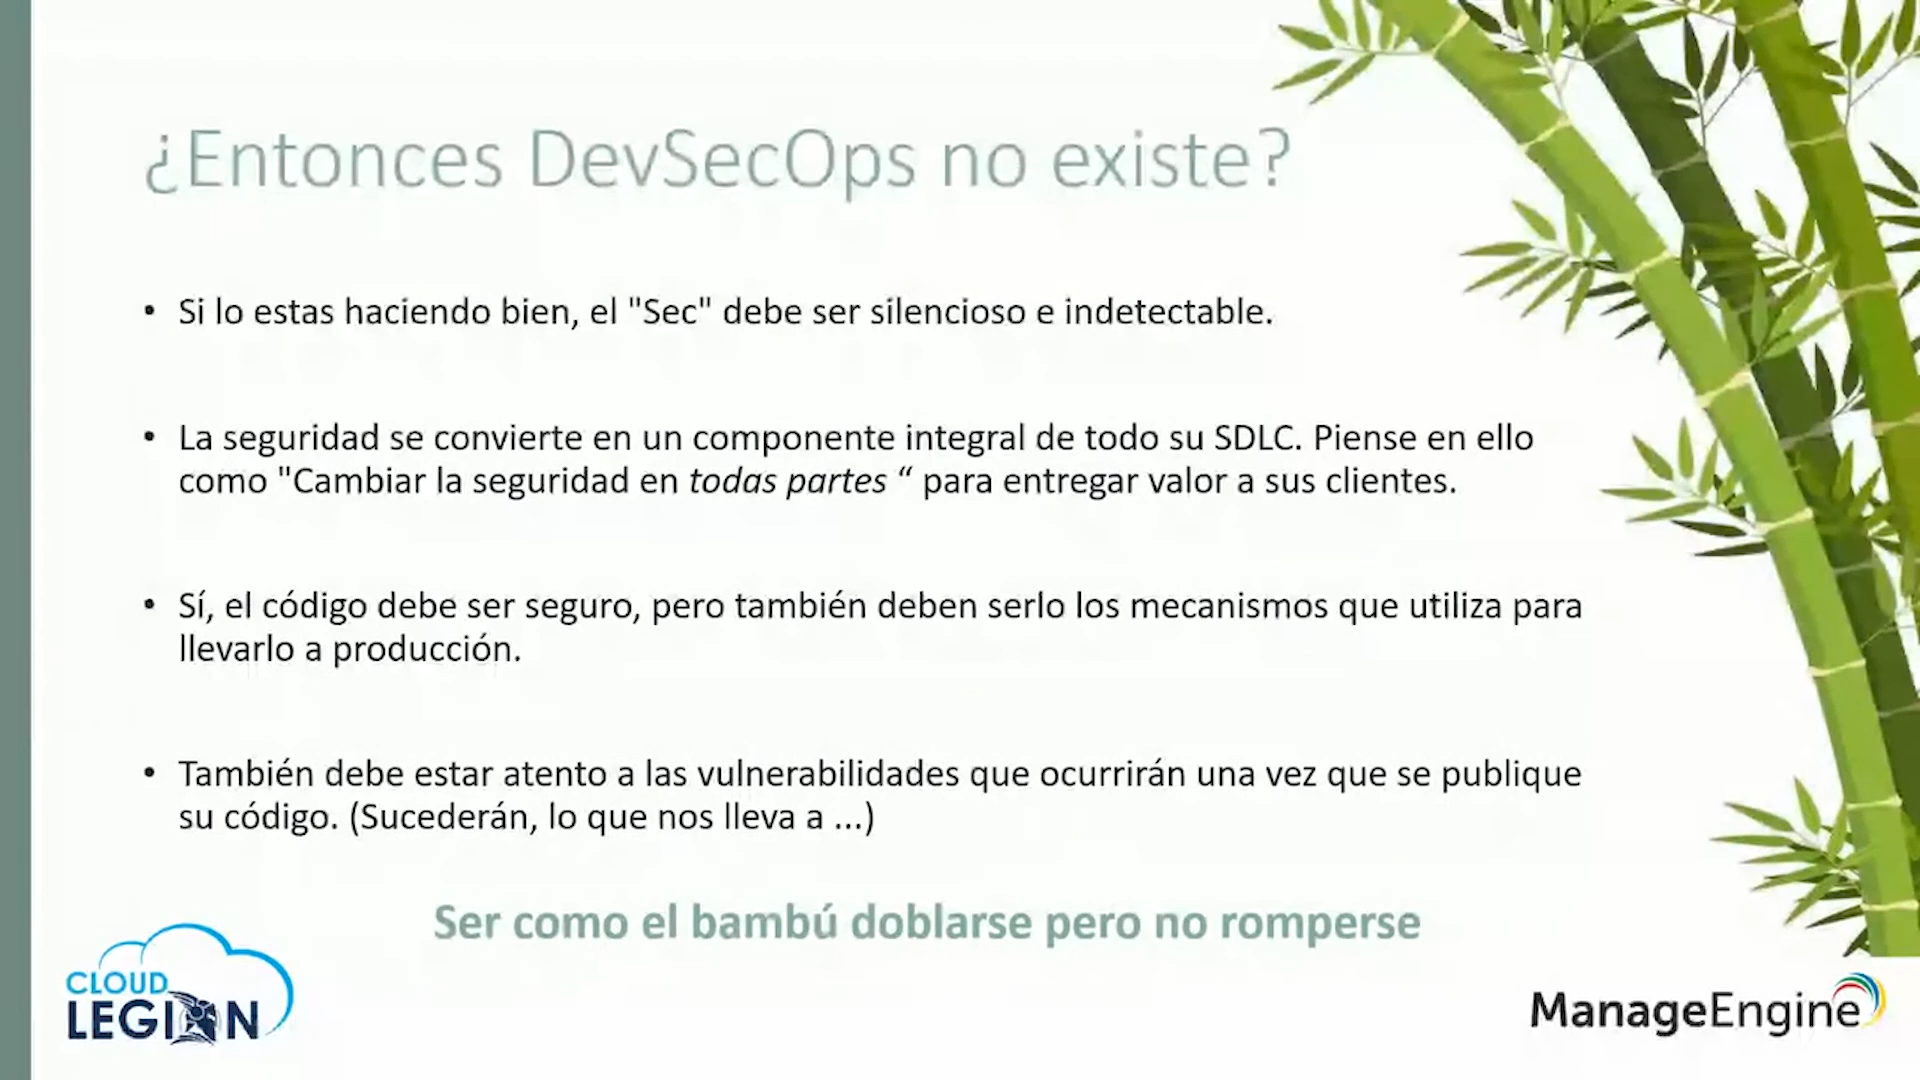 ¿Entonces DevSecOps no existe?
• Si lo estas haciendo bien, el "Sec" debe ser silencioso e indetectable.
• La seguridad se convierte en un componente integral de todo su SDLC. Piense en ello
como "Cambiar la seguridad en todas partes “ para entregar valor a sus clientes.
• Sí, el código debe ser seguro, pero también deben serlo los mecanismos que utiliza para
llevarlo a producción.
• También debe estar atento a las vulnerabilidades que ocurrirán una vez que se publique
su código. (Sucederán, lo que nos lleva a ...)
Ser como el bambú doblarse pero no romperse
CLOUD
LEGION
ManageEngine